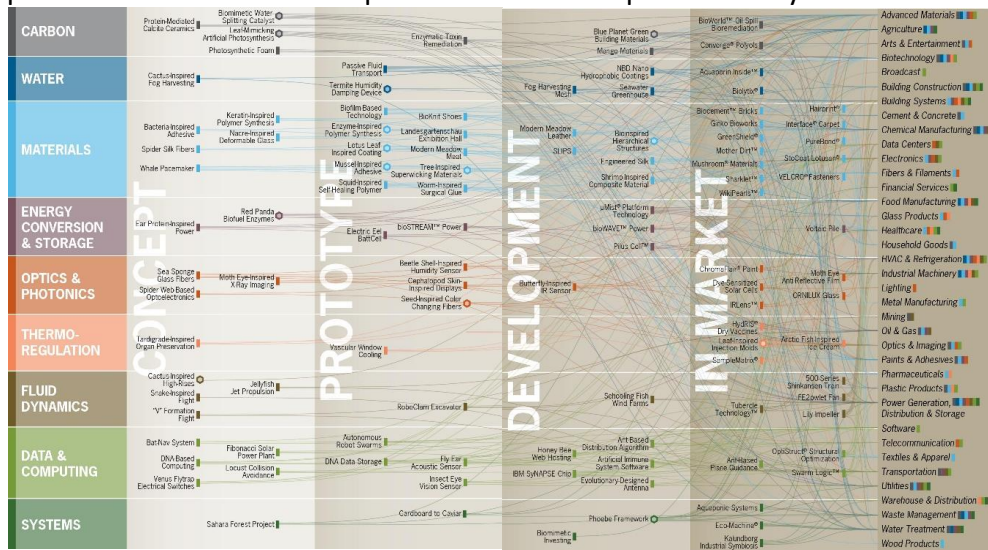 CARBON
Protein-Mediated
Calcite Ceramics
Biomimetic Water
Splitting Catalyst
Leaf-Mimicking
Artificial Photosynthesis
Photosynthetic Foam
Enzymatic Toxin
Remediation
Blue Planet Green
Building Materials
Mango Materials
BioWorld™ Oil Spill
Bioremediation
Converge® Polyols
WATER
Cactus-Inspired
Fog Harvesting
Passive Fluid
Transport
Termite Humidity
Damping Device
Fog Harvesting
Mesh
NBD Nano
Hydrophobic Coatings
Seawater
Greenhouse
Aquaporin Inside™
Biolytix®
MATERIALS
Bacteria-Inspired
Adhesive
Spider Silk Fibers
Whale Pacemaker
Keratin-Inspired
Polymer Synthesis
Nacre-Inspired
Deformable Glass
Biofilm-Based
Technology
Enzyme-Inspired
Polymer Synthesis
Lotus Leaf
Inspired Coating
Mussel-Inspired
Adhesive
Squid-Inspired
Self-Healing Polymer
BioKnit Shoes
Landesgartenschau
Exhibition Hall
Modern Meadow
Meat
Tree-Inspired
Superwicking Materials
Worm-Inspired
Surgical Glue
Modern Meadow
Leather
SLIPS
Bioinspired
Hierarchical
Structures
Engineered Silk
Shrimp-Inspired
Composite Material
Biocement™ Bricks
Ginko Bioworks
GreenShield®
Mother Dirt™
Mushroom® Materials
Sharklet™
WikiPearls™
Hairprint®
Interface® Carpet
PureBond®
StoCoat Lotusan®
VELCRO® Fasteners
ENERGY
CONVERSION
& STORAGE
Ear Protein-Inspired
Power
Red Panda
Biofuel Enzymes
Electric Eel
BattCell
bioSTREAM™ Power
uMist® Platform
Technology
bioWAVE™ Power
Pilus Cell™
Voltaic Pile
OPTICS &
PHOTONICS
Sea Sponge
Glass Fibers
Spider Web-Based
Optoelectronics
Moth Eye-Inspired
X-Ray Imaging
Beetle Shell-Inspired
Humidity Sensor
Cephalopod Skin-
Inspired Displays
Seed-Inspired Color
Changing Fibers
Butterfly-Inspired
IR Sensor
ChromaFlair® Paint
Dye-Sensitized
Solar Cells
IRLens™
Moth Eye
Anti Reflective Film
ORNILUX Glass
THERMO-
REGULATION
Tardigrade-Inspired
Organ Preservation
Vascular Window
Cooling
HydRIS®
Dry Vaccines
Leaf-Inspired
Injection Molds
SampleMatrix®
Arctic Fish-Inspired
Ice Cream
FLUID
DYNAMICS
Cactus-Inspired
High-Rises
Snake-Inspired
Flight
"V" Formation
Flight
Jellyfish
Jet Propulsion
RoboClam Excavator
Schooling Fish
Wind Farms
Tubercle
Technology™
500 Series
Shinkansen Train
FE2owlet Fan
Lily Impeller
DATA &
COMPUTING
Bat-Nav System
DNA-Based
Computing
Venus Flytrap
Electrical Switches
Fibonacci Solar
Power Plant
Locust Collision
Avoidance
Autonomous
Robot Swarms
DNA Data Storage
Fly Ear
Acoustic Sensor
Insect Eye
Vision Sensor
Honey Bee
Web Hosting
IBM SyNAPSE Chip
Ant-Based
Distribution Algorithm
Artificial Immune
System Software
Evolutionary-Designed
Antenna
Ant-Based
Plane Guidance
OptiStruct® Structural
Optimization
Swarm Logic™
SYSTEMS
Sahara Forest Project
Cardboard to Caviar
Biomimetic
Investing
Phoebe Framework
Aquaponic Systems
Eco-Machine®
Kalundborg
Industrial Symbiosis
CONCEPT
PROTOTYPE
DEVELOPMENT
IN MARKET
Advanced Materials
Agriculture
Arts & Entertainment
Biotechnology
Broadcast
Building Construction
Building Systems
Cement & Concrete
Chemical Manufacturing
Data Centers
Electronics
Fibers & Filaments
Financial Services
Food Manufacturing
Glass Products
Healthcare
Household Goods
HVAC & Refrigeration
Industrial Machinery
Lighting
Metal Manufacturing
Mining
Oil & Gas
Optics & Imaging
Paints & Adhesives
Pharmaceuticals
Plastic Products
Power Generation,
Distribution & Storage
Software
Telecommunication
Textiles & Apparel
Transportation
Utilities
Warehouse & Distribution
Waste Management
Water Treatment
Wood Products